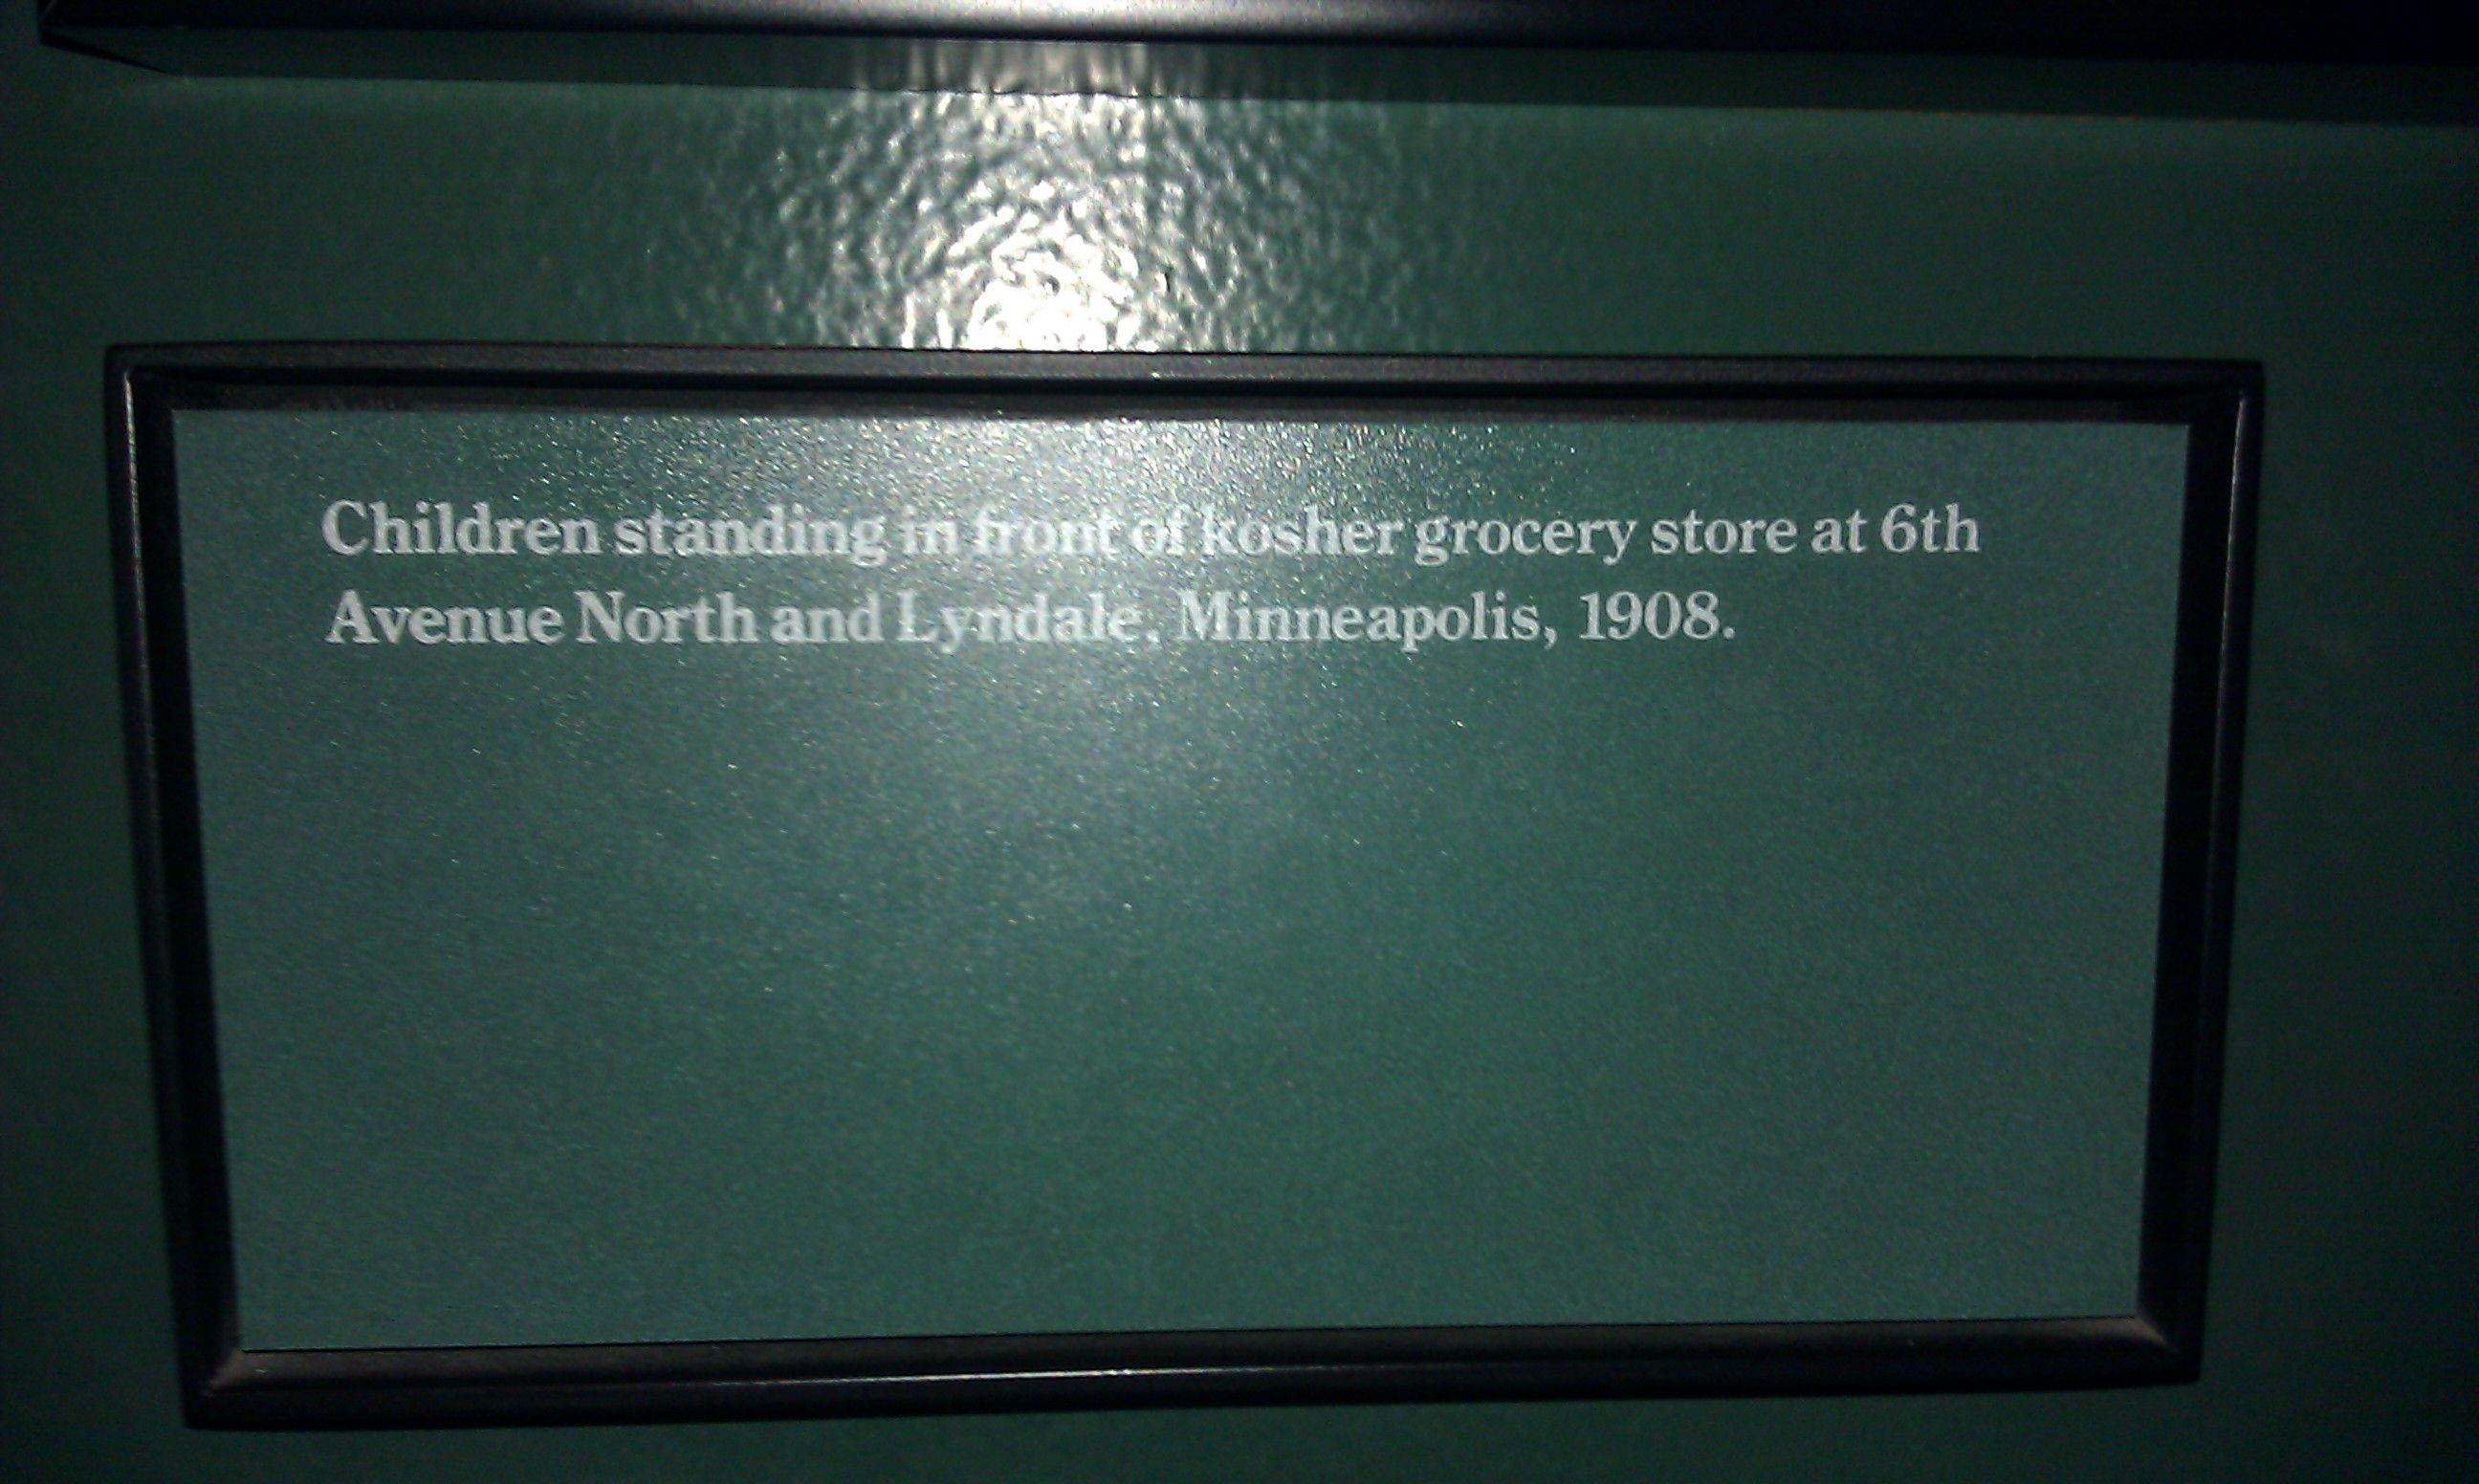 Children standing in front of kosher grocery store at 6th
Avenue North and Lyndale, Minneapolis, 1908.